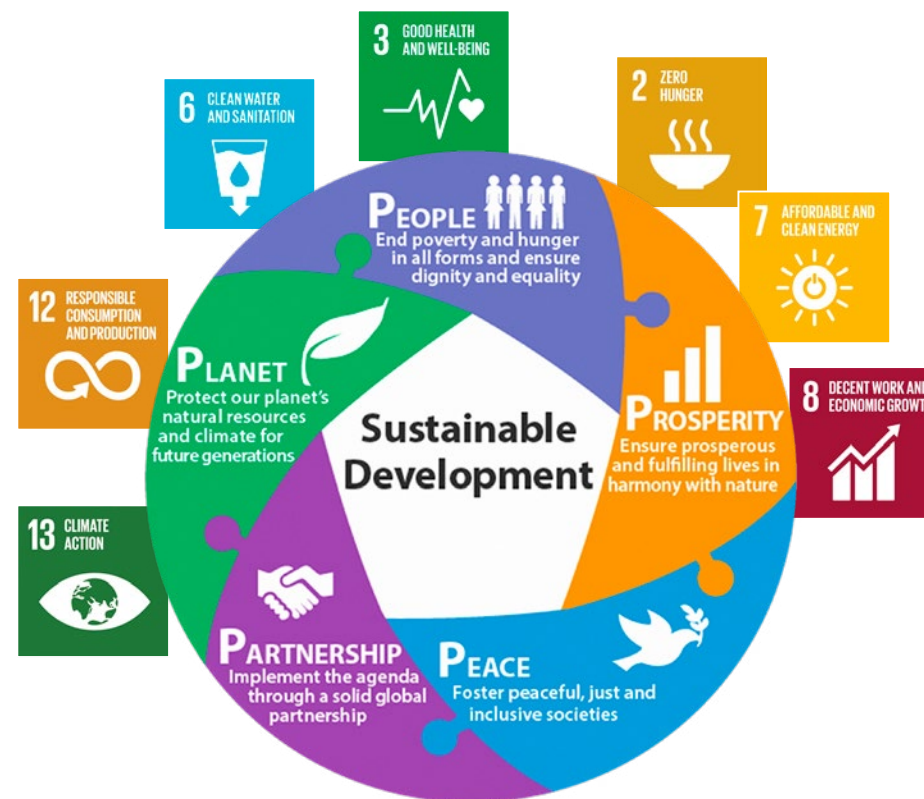 3 GOOD HEALTH
AND WELL-BEING
6 CLEAN WATER
AND SANITATION
2 ZERO
HUNGER
7 AFFORDABLE AND
CLEAN ENERGY
12 RESPONSIBLE
CONSUMPTION
AND PRODUCTION
8 DECENT WORK AND
ECONOMIC GROWT
13 CLIMATE
ACTION
PEOPLE
End poverty and hunger
in all forms and ensure
dignity and equality
PLANET
Protect our planet's
natural resources
and climate for
future generations
Sustainable
Development
PROSPERITY
Ensure prosperous
and fulfilling lives in
harmony with nature
PARTNERSHIP
Implement the agenda
through a solid global
partnership
PEACE
Foster peaceful, just and
inclusive societies